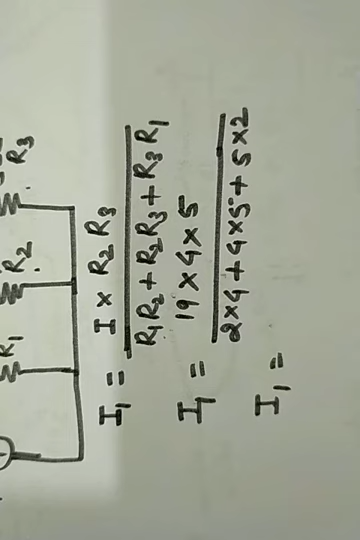 R1 R2 R3
I1 = I × R2 R3
R1R2 + R2R3 + R3R1
I1 = 19 × 4 × 5
2×4 + 4×5 + 5×2
I1 =